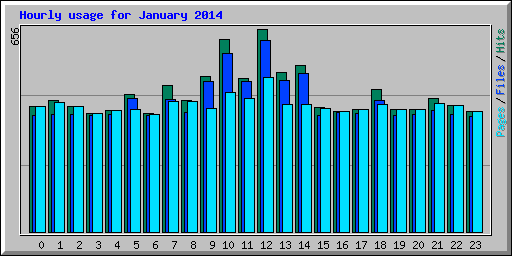 Hourly usage for January 2014
656
Pages/Files/Hits
0 1 2 3 4 5 6 7 8 9 10 11 12 13 14 15 16 17 18 19 20 21 22 23